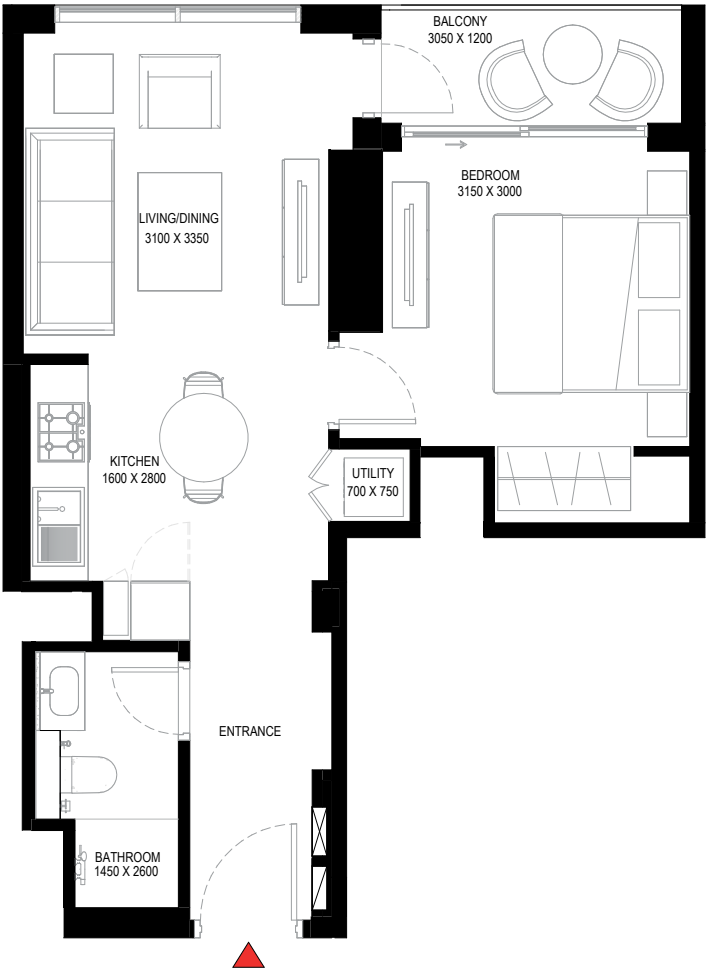 BALCONY
3050 X 1200
BEDROOM
3150 X 3000
LIVING/DINING
3100 X 3350
KITCHEN
1600 X 2800
UTILITY
700 X 750
ENTRANCE
BATHROOM
1450 X 2600